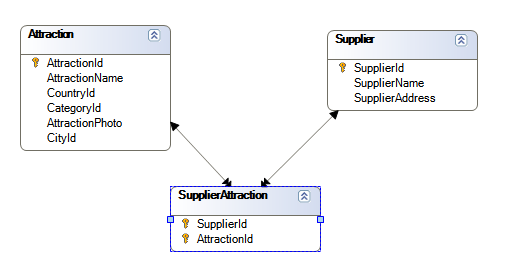 Attraction
AttractionId
AttractionName
CountryId
CategoryId
AttractionPhoto
CityId
Supplier
SupplierId
SupplierName
SupplierAddress
SupplierAttraction
SupplierId
AttractionId